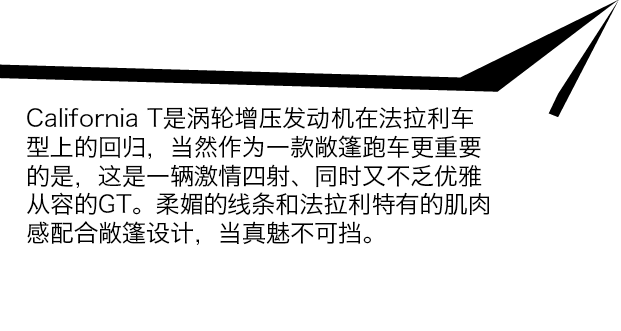 California T是涡轮增压发动机在法拉利车
型上的回归，当然作为一款敞篷跑车更重要
的是，这是一辆激情四射、同时又不乏优雅
从容的GT。柔媚的线条和法拉利特有的肌肉
感配合敞篷设计，当真魅不可挡。